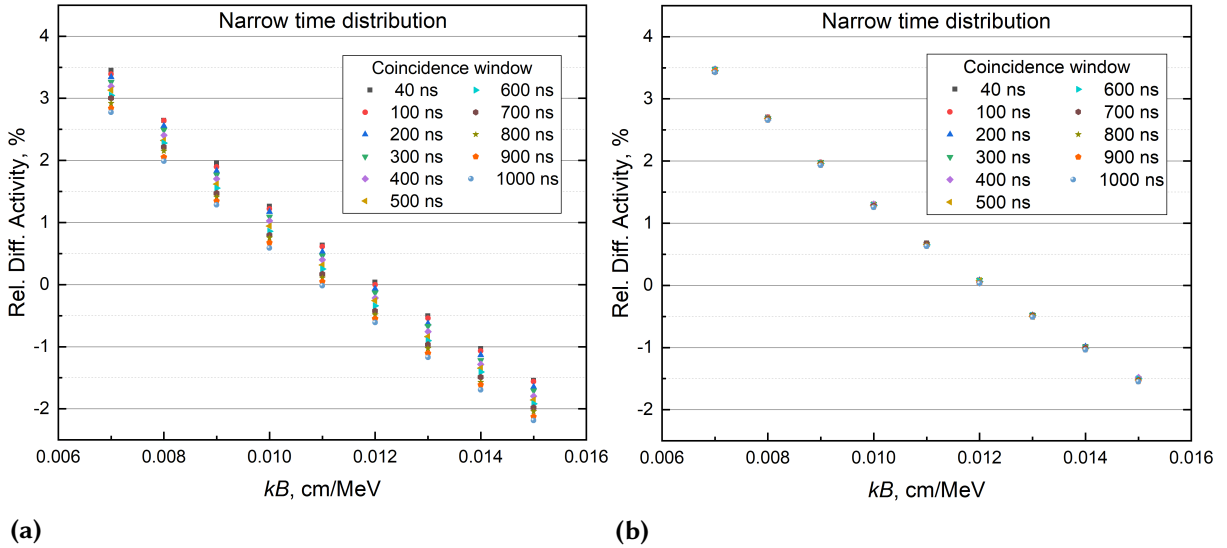 Narrow time distribution
4
3
2
1
0
-1
-2
Rel. Diff. Activity, %
Coincidence window
40 ns
600 ns
100 ns
700 ns
200 ns
800 ns
300 ns
900 ns
400 ns
1000 ns
500 ns
0.006
0.008
0.010
0.012
0.014
0.016
kB, cm/MeV
(a)
Narrow time distribution
4
3
2
1
0
-1
-2
Rel. Diff. Activity, %
Coincidence window
40 ns
600 ns
100 ns
700 ns
200 ns
800 ns
300 ns
900 ns
400 ns
1000 ns
500 ns
0.006
0.008
0.010
0.012
0.014
0.016
kB, cm/MeV
(b)